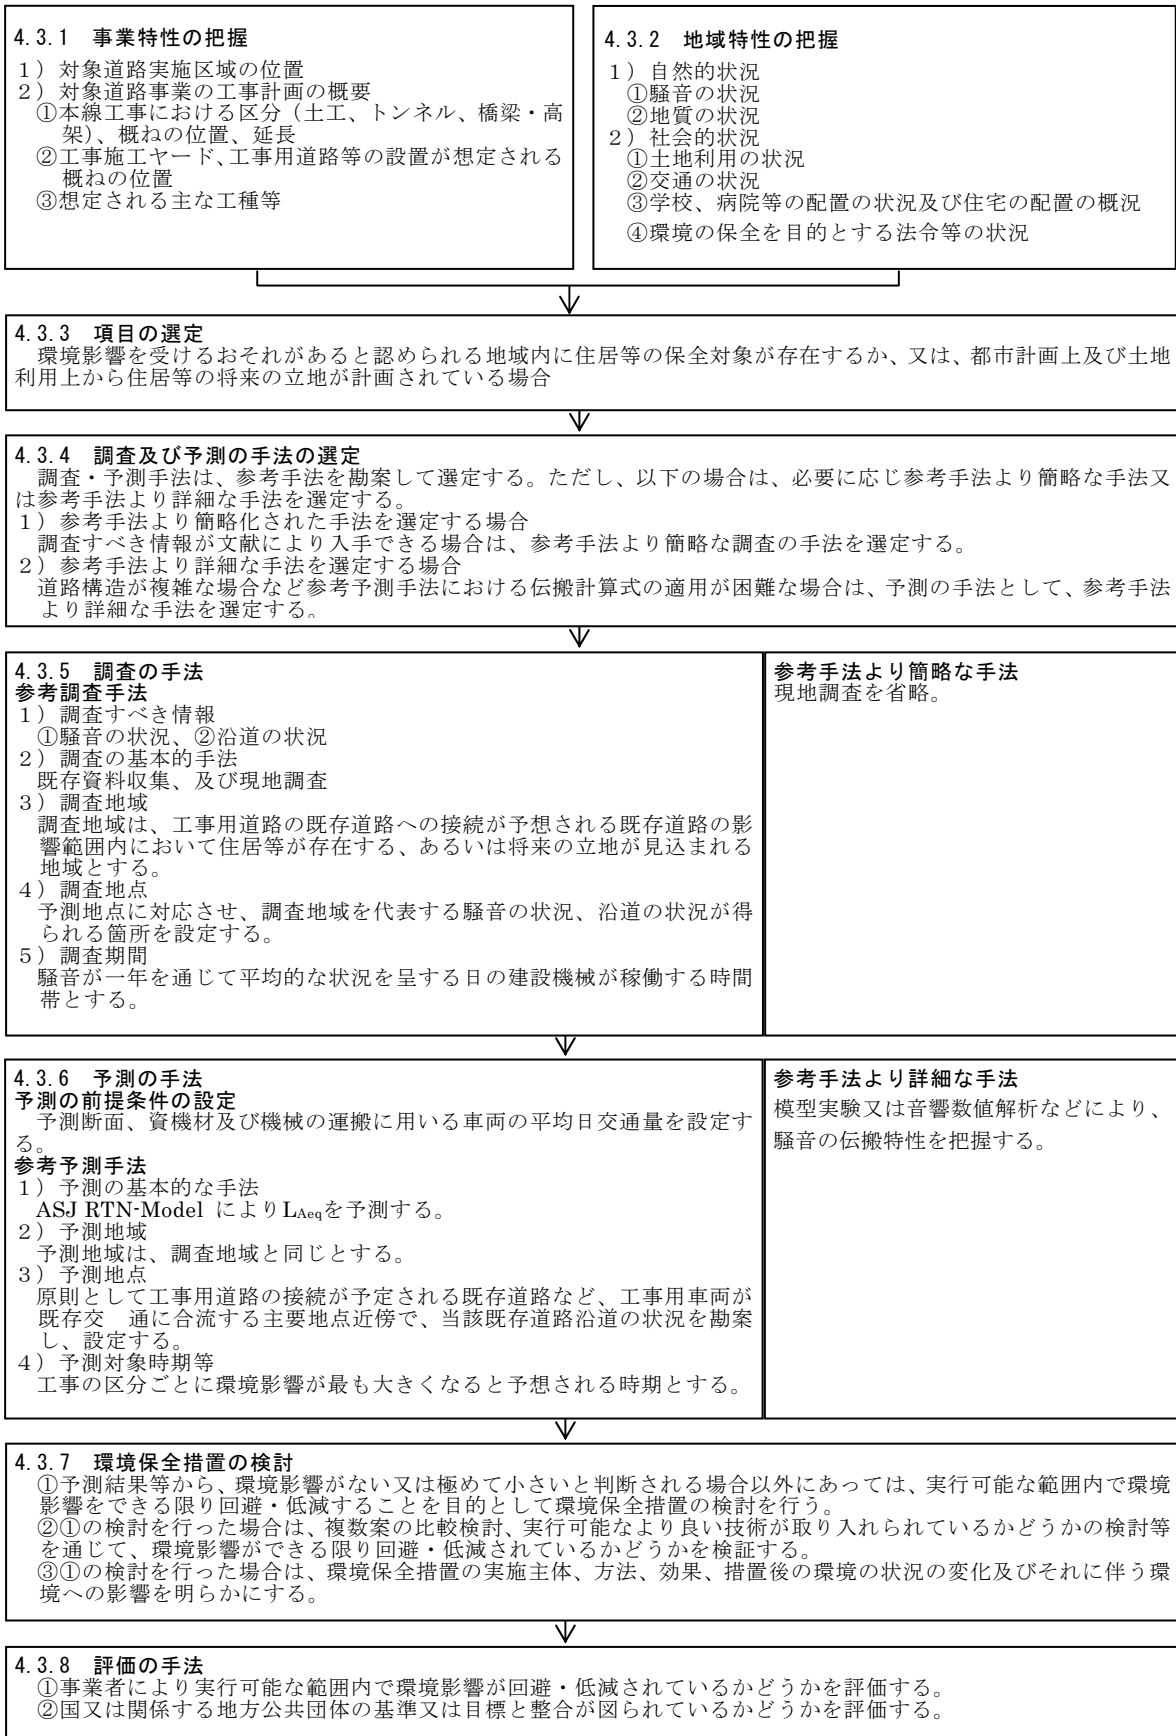 4.3.1 事業特性の把握
1)対象道路実施区域の位置
2)対象道路事業の工事計画の概要
①本線工事における区分(土工、トンネル、橋梁・高
架)、概ねの位置、延長
②工事施工ヤード、工事用道路等の設置が想定される
概ねの位置
③想定される主な工種等
4.3.2 地域特性の把握
1)自然的状況
①騒音の状況
②地質の状況
2)社会的状況
①土地利用の状況
②交通の状況
③学校、病院等の配置の状況及び住宅の配置の概況
④環境の保全を目的とする法令等の状況
4.3.3 項目の選定
環境影響を受けるおそれがあると認められる地域内に住居等の保全対象が存在するか、又は、都市計画上及び土地
利用上から住居等の将来の立地が計画されている場合
4.3.4 調査及び予測の手法の選定
調査・予測手法は、参考手法を勘案して選定する。ただし、以下の場合は、必要に応じ参考手法より簡略な手法又
は参考手法より詳細な手法を選定する。
1)参考手法より簡略化された手法を選定する場合
調査すべき情報が文献により入手できる場合は、参考手法より簡略な調査の手法を選定する。
2)参考手法より詳細な手法を選定する場合
道路構造が複雑な場合など参考予測手法における伝搬計算式の適用が困難な場合は、予測の手法として、参考手法
より詳細な手法を選定する。
4.3.5 調査の手法
参考調査手法
1)調査すべき情報
①騒音の状況、②沿道の状況
2)調査の基本的手法
既存資料収集、及び現地調査
3)調査地域
調査地域は、工事用道路の既存道路への接続が予想される既存道路の影
響範囲内において住居等が存在する、あるいは将来の立地が見込まれる
地域とする。
4)調査地点
予測地点に対応させ、調査地域を代表する騒音の状況、沿道の状況が得
られる箇所を設定する。
5)調査期間
騒音が一年を通じて平均的な状況を呈する日の建設機械が稼働する時間
帯とする。
参考手法より簡略な手法
現地調査を省略。
4.3.6 予測の手法
予測の前提条件の設定
予測断面、資機材及び機械の運搬に用いる車両の平均日交通量を設定す
る。
参考予測手法
1)予測の基本的な手法
ASJ RTN-Model によりLAeqを予測する。
2)予測地域
予測地域は、調査地域と同じとする。
3)予測地点
原則として工事用道路の接続が予定される既存道路など、工事用車両が
既存交 通に合流する主要地点近傍で、当該既存道路沿道の状況を勘案
し、設定する。
4)予測対象時期等
工事の区分ごとに環境影響が最も大きくなると予想される時期とする。
参考手法より詳細な手法
模型実験又は音響数値解析などにより、
騒音の伝搬特性を把握する。
4.3.7 環境保全措置の検討
①予測結果等から、環境影響がない又は極めて小さいと判断される場合以外にあっては、実行可能な範囲内で環境
影響をできる限り回避・低減することを目的として環境保全措置の検討を行う。
②①の検討を行った場合は、複数案の比較検討、実行可能なより良い技術が取り入れられているかどうかの検討等
を通じて、環境影響ができる限り回避・低減されているかどうかを検証する。
③①の検討を行った場合は、環境保全措置の実施主体、方法、効果、措置後の環境の状況の変化及びそれに伴う環
境への影響を明らかにする。
4.3.8 評価の手法
①事業者により実行可能な範囲内で環境影響が回避・低減されているかどうかを評価する。
②国又は関係する地方公共団体の基準又は目標と整合が図られているかどうかを評価する。